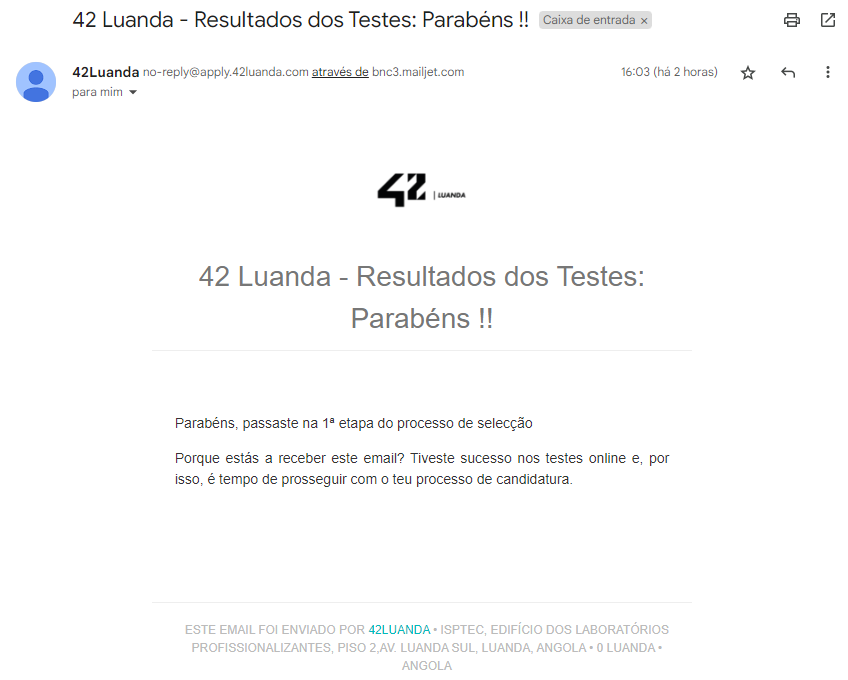 42 Luanda - Resultados dos Testes: Parabéns !! Caixa de entrada ×
42Luanda no-reply@apply.42luanda.com através de bnc3.mailjet.com 16:03 (há 2 horas)
para mim
42 | LUANDA
42 Luanda - Resultados dos Testes:
Parabéns !!
Parabéns, passaste na 1ª etapa do processo de selecção
Porque estás a receber este email? Tiveste sucesso nos testes online e, por
isso, é tempo de prosseguir com o teu processo de candidatura.
ESTE EMAIL FOI ENVIADO POR 42LUANDA • ISPTEC, EDIFÍCIO DOS LABORATÓRIOS
PROFISSIONALIZANTES, PISO 2,AV. LUANDA SUL, LUANDA, ANGOLA • 0 LUANDA •
ANGOLA